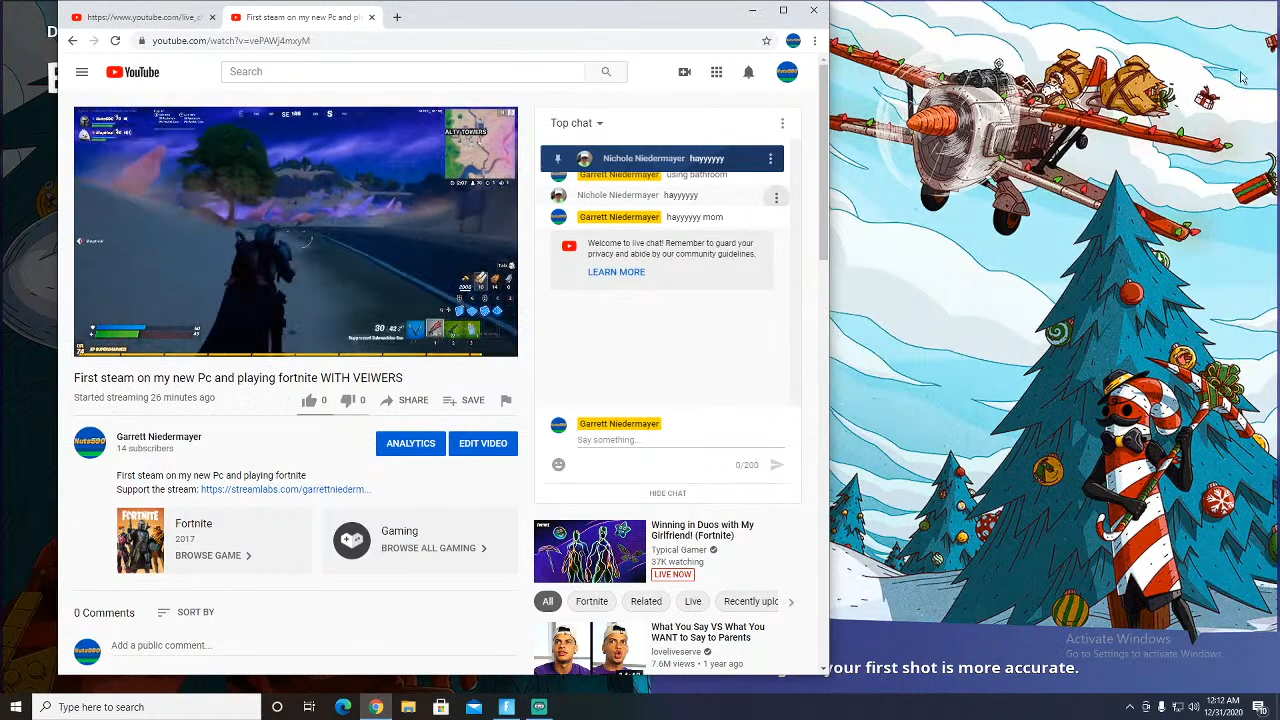 https://www.youtube.com/live_c
First steam on my new Pc and pl
youtube.com/watch?v=vePAWj4mxyM
YouTube
Search
Top chat
Nichole Niedermayer hayyyyyy
Garrett Niedermayer using bathroom
Nichole Niedermayer hayyyyyy
Garrett Niedermayer hayyyyyy mom
Welcome to live chat! Remember to guard your
privacy and abide by our community guidelines.
LEARN MORE
ALTY TOWERS
First steam on my new Pc and playing fortnite WITH VEIWERS
Started streaming 26 minutes ago
0
0
SHARE
SAVE
Nuts590
Garrett Niedermayer
14 subscribers
ANALYTICS
EDIT VIDEO
First steam on my new Pc and playing fortnite
Support the stream: https://streamlabs.com/garrettniederm...
FORTNITE
Fortnite
2017
BROWSE GAME
Gaming
BROWSE ALL GAMING
0 Comments
SORT BY
Add a public comment...
Garrett Niedermayer
Say something...
0/200
HIDE CHAT
Winning in Duos with My
Girlfriend! (Fortnite)
Typical Gamer
37K watching
LIVE NOW
All
Fortnite
Related
Live
Recently uplo
What You Say VS What You
WANT to Say to Parents
loveliveserve
7.6M views • 1 year ago
Activate Windows
Go to Settings to activate Windows.
your first shot is more accurate.
Type here to search
12:12 AM
12/31/2020